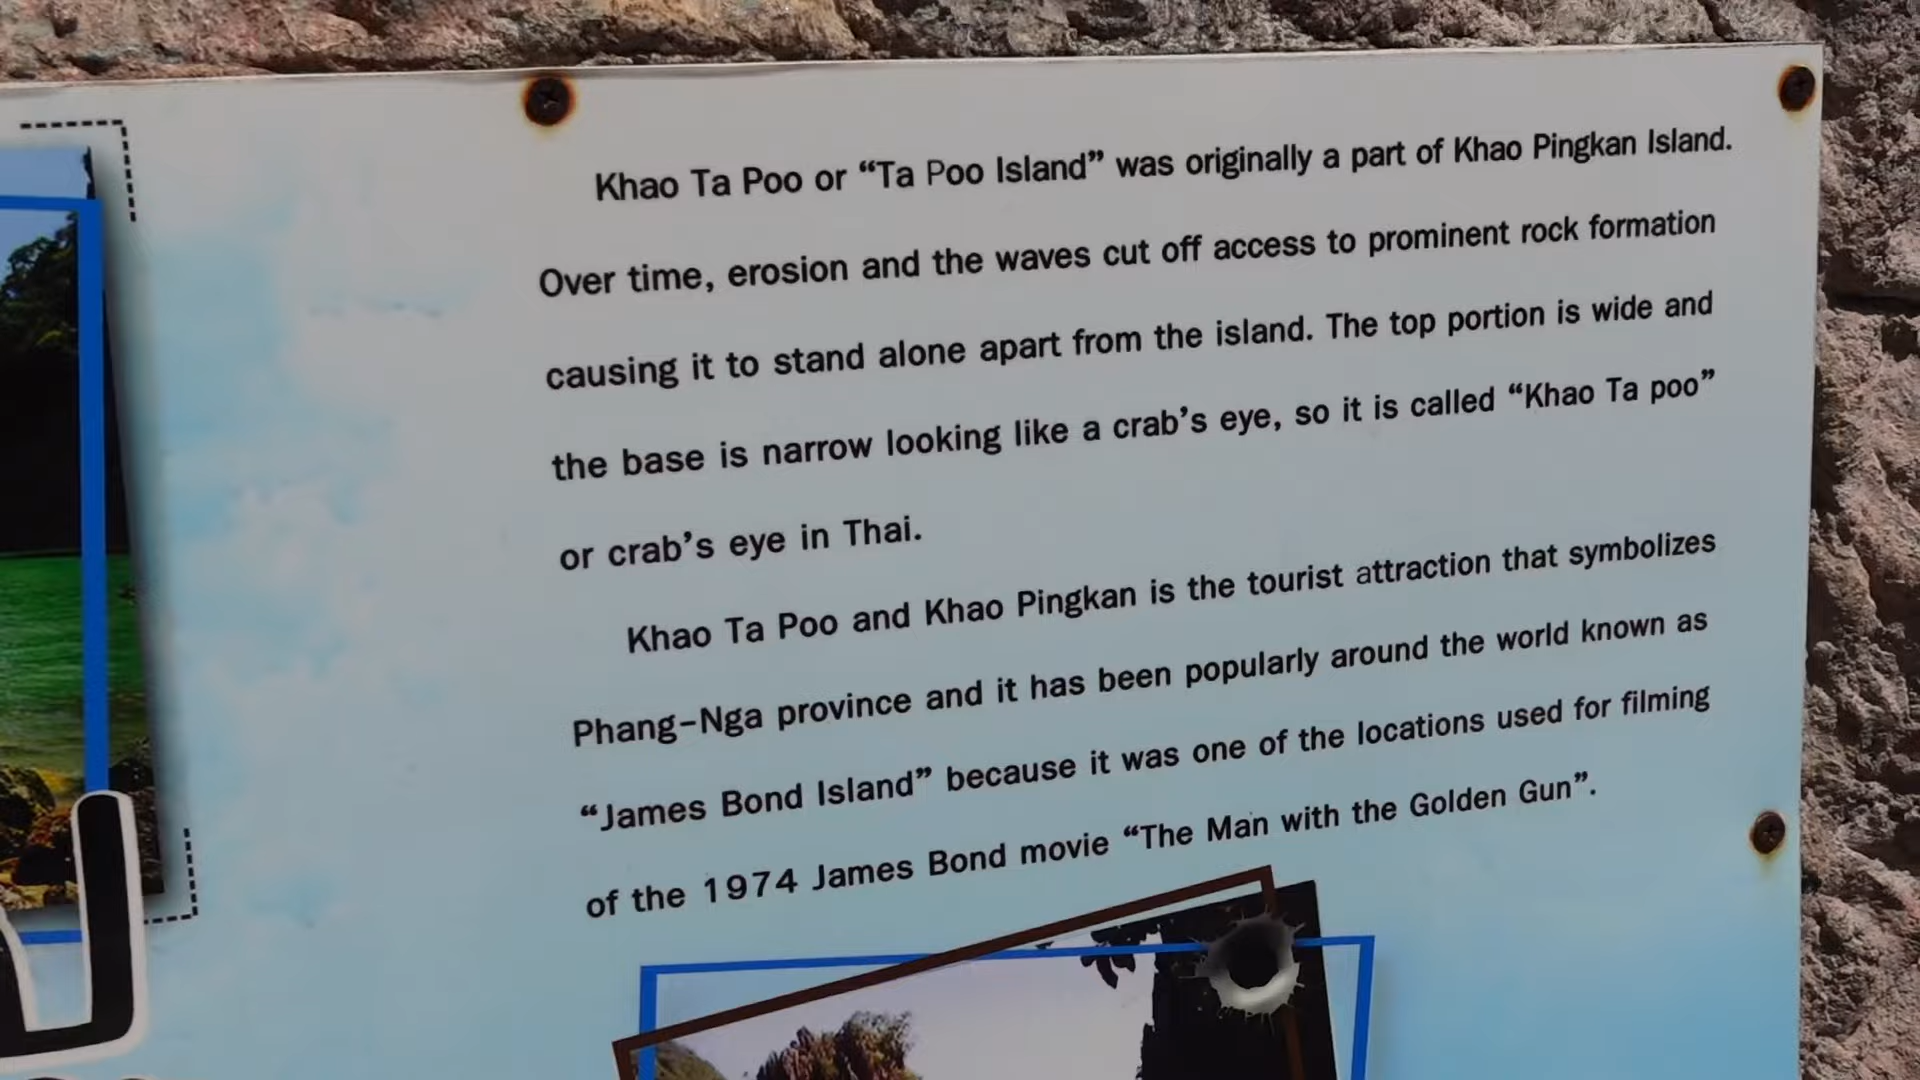 Khao Ta Poo or “Ta Poo Island” was originally a part of Khao Pingkan Island.
Over time, erosion and the waves cut off access to prominent rock formation
causing it to stand alone apart from the island. The top portion is wide and
the base is narrow looking like a crab’s eye, so it is called “Khao Ta poo”
or crab’s eye in Thai.
Khao Ta Poo and Khao Pingkan is the tourist attraction that symbolizes
Phang-Nga province and it has been popularly around the world known as
“James Bond Island” because it was one of the locations used for filming
of the 1974 James Bond movie “The Man with the Golden Gun”.